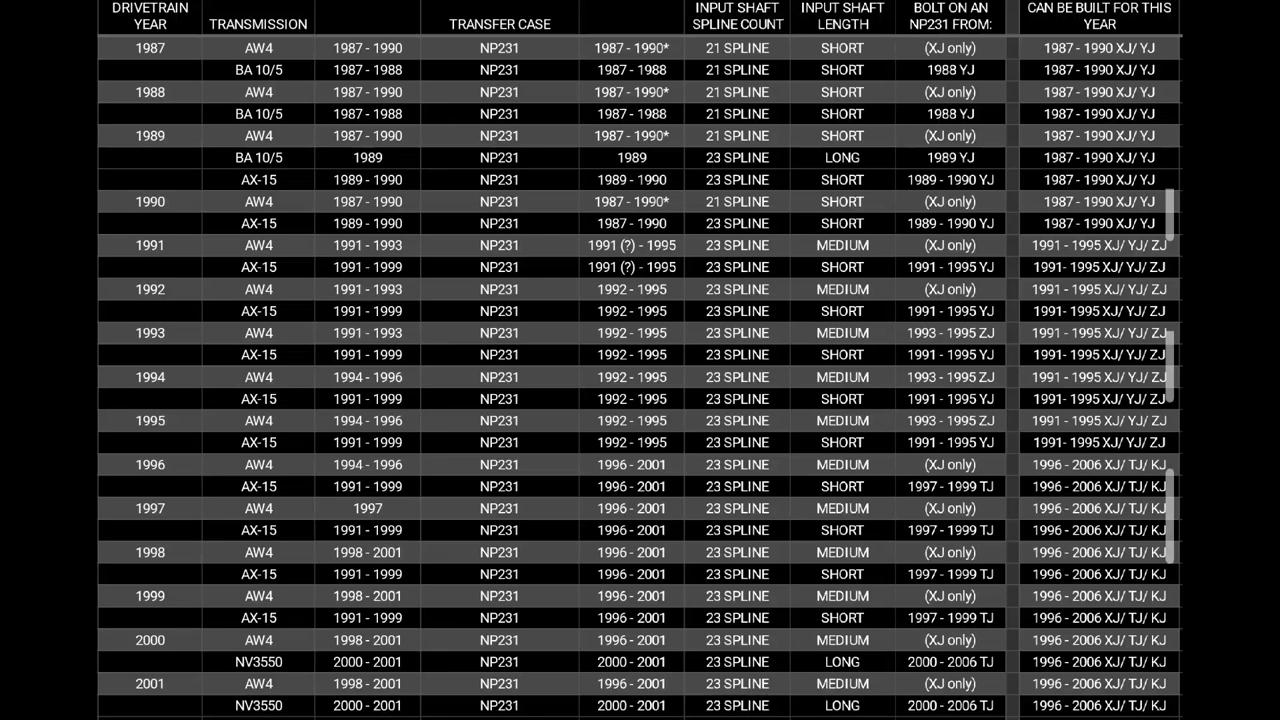 DRIVETRAIN YEAR TRANSMISSION TRANSFER CASE INPUT SHAFT SPLINE COUNT INPUT SHAFT LENGTH BOLT ON AN NP231 FROM: CAN BE BUILT FOR THIS YEAR
1987 AW4 1987 - 1990 NP231 1987 - 1990* 21 SPLINE SHORT (XJ only) 1987 - 1990 XJ/ YJ
BA 10/5 1987 - 1988 NP231 1987 - 1988 21 SPLINE SHORT 1988 YJ 1987 - 1990 XJ/ YJ
1988 AW4 1987 - 1990 NP231 1987 - 1990* 21 SPLINE SHORT (XJ only) 1987 - 1990 XJ/ YJ
BA 10/5 1987 - 1988 NP231 1987 - 1988 21 SPLINE SHORT 1988 YJ 1987 - 1990 XJ/ YJ
1989 AW4 1987 - 1990 NP231 1987 - 1990* 21 SPLINE SHORT (XJ only) 1987 - 1990 XJ/ YJ
BA 10/5 1989 NP231 1989 23 SPLINE LONG 1989 YJ 1987 - 1990 XJ/ YJ
AX-15 1989 - 1990 NP231 1989 - 1990 23 SPLINE SHORT 1989 - 1990 YJ 1987 - 1990 XJ/ YJ
1990 AW4 1987 - 1990 NP231 1987 - 1990* 21 SPLINE SHORT (XJ only) 1987 - 1990 XJ/ YJ
AX-15 1989 - 1990 NP231 1987 - 1990 23 SPLINE SHORT 1989 - 1990 YJ 1987 - 1990 XJ/ YJ
1991 AW4 1991 - 1993 NP231 1991 (?) - 1995 23 SPLINE MEDIUM (XJ only) 1991 - 1995 XJ/ YJ/ ZJ
AX-15 1991 - 1999 NP231 1991 (?) - 1995 23 SPLINE SHORT 1991 - 1995 YJ 1991- 1995 XJ/ YJ/ ZJ
1992 AW4 1991 - 1993 NP231 1992 - 1995 23 SPLINE MEDIUM (XJ only) 1991 - 1995 XJ/ YJ/ ZJ
AX-15 1991 - 1999 NP231 1992 - 1995 23 SPLINE SHORT 1991 - 1995 YJ 1991- 1995 XJ/ YJ/ ZJ
1993 AW4 1991 - 1993 NP231 1992 - 1995 23 SPLINE MEDIUM 1993 - 1995 ZJ 1991 - 1995 XJ/ YJ/ ZJ
AX-15 1991 - 1999 NP231 1992 - 1995 23 SPLINE SHORT 1991 - 1995 YJ 1991- 1995 XJ/ YJ/ ZJ
1994 AW4 1994 - 1996 NP231 1992 - 1995 23 SPLINE MEDIUM 1993 - 1995 ZJ 1991 - 1995 XJ/ YJ/ ZJ
AX-15 1991 - 1999 NP231 1992 - 1995 23 SPLINE SHORT 1991 - 1995 YJ 1991- 1995 XJ/ YJ/ ZJ
1995 AW4 1994 - 1996 NP231 1992 - 1995 23 SPLINE MEDIUM 1993 - 1995 ZJ 1991 - 1995 XJ/ YJ/ ZJ
AX-15 1991 - 1999 NP231 1992 - 1995 23 SPLINE SHORT 1991 - 1995 YJ 1991- 1995 XJ/ YJ/ ZJ
1996 AW4 1994 - 1996 NP231 1996 - 2001 23 SPLINE MEDIUM (XJ only) 1996 - 2006 XJ/ TJ/ KJ
AX-15 1991 - 1999 NP231 1996 - 2001 23 SPLINE SHORT 1997 - 1999 TJ 1996 - 2006 XJ/ TJ/ KJ
1997 AW4 1997 NP231 1996 - 2001 23 SPLINE MEDIUM (XJ only) 1996 - 2006 XJ/ TJ/ KJ
AX-15 1991 - 1999 NP231 1996 - 2001 23 SPLINE SHORT 1997 - 1999 TJ 1996 - 2006 XJ/ TJ/ KJ
1998 AW4 1998 - 2001 NP231 1996 - 2001 23 SPLINE MEDIUM (XJ only) 1996 - 2006 XJ/ TJ/ KJ
AX-15 1991 - 1999 NP231 1996 - 2001 23 SPLINE SHORT 1997 - 1999 TJ 1996 - 2006 XJ/ TJ/ KJ
1999 AW4 1998 - 2001 NP231 1996 - 2001 23 SPLINE MEDIUM (XJ only) 1996 - 2006 XJ/ TJ/ KJ
AX-15 1991 - 1999 NP231 1996 - 2001 23 SPLINE SHORT 1997 - 1999 TJ 1996 - 2006 XJ/ TJ/ KJ
2000 AW4 1998 - 2001 NP231 1996 - 2001 23 SPLINE MEDIUM (XJ only) 1996 - 2006 XJ/ TJ/ KJ
NV3550 2000 - 2001 NP231 2000 - 2001 23 SPLINE LONG 2000 - 2006 TJ 1996 - 2006 XJ/ TJ/ KJ
2001 AW4 1998 - 2001 NP231 1996 - 2001 23 SPLINE MEDIUM (XJ only) 1996 - 2006 XJ/ TJ/ KJ
NV3550 2000 - 2001 NP231 2000 - 2001 23 SPLINE LONG 2000 - 2006 TJ 1996 - 2006 XJ/ TJ/ KJ